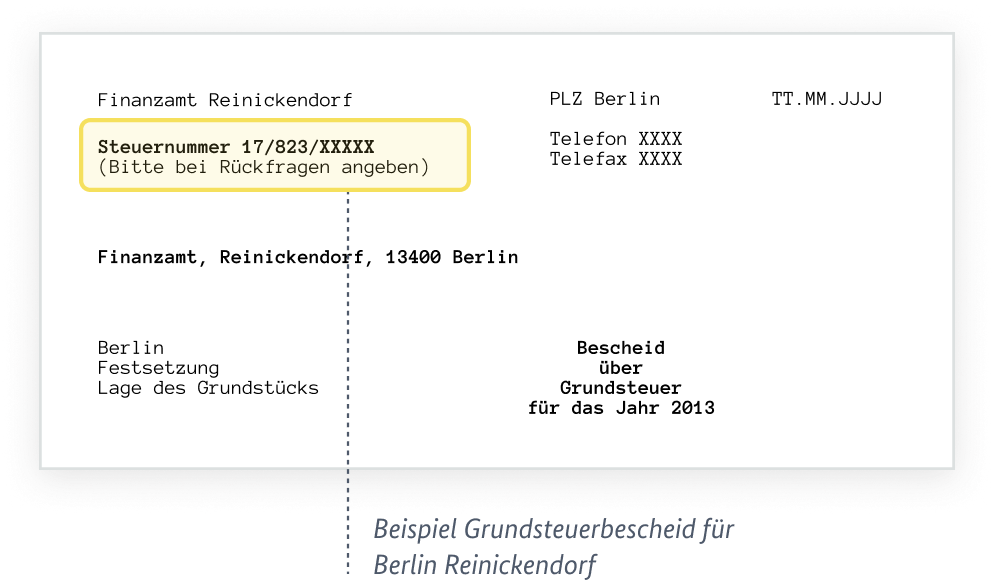 Finanzamt Reinickendorf
PLZ Berlin TT.MM.JJJJ
Steuernummer 17/823/XXXXX
(Bitte bei Rückfragen angeben)
Telefon XXXX
Telefax XXXX
Finanzamt, Reinickendorf, 13400 Berlin
Berlin
Festsetzung
Lage des Grundstücks
Bescheid
über
Grundsteuer
für das Jahr 2013
Beispiel Grundsteuerbescheid für
Berlin Reinickendorf